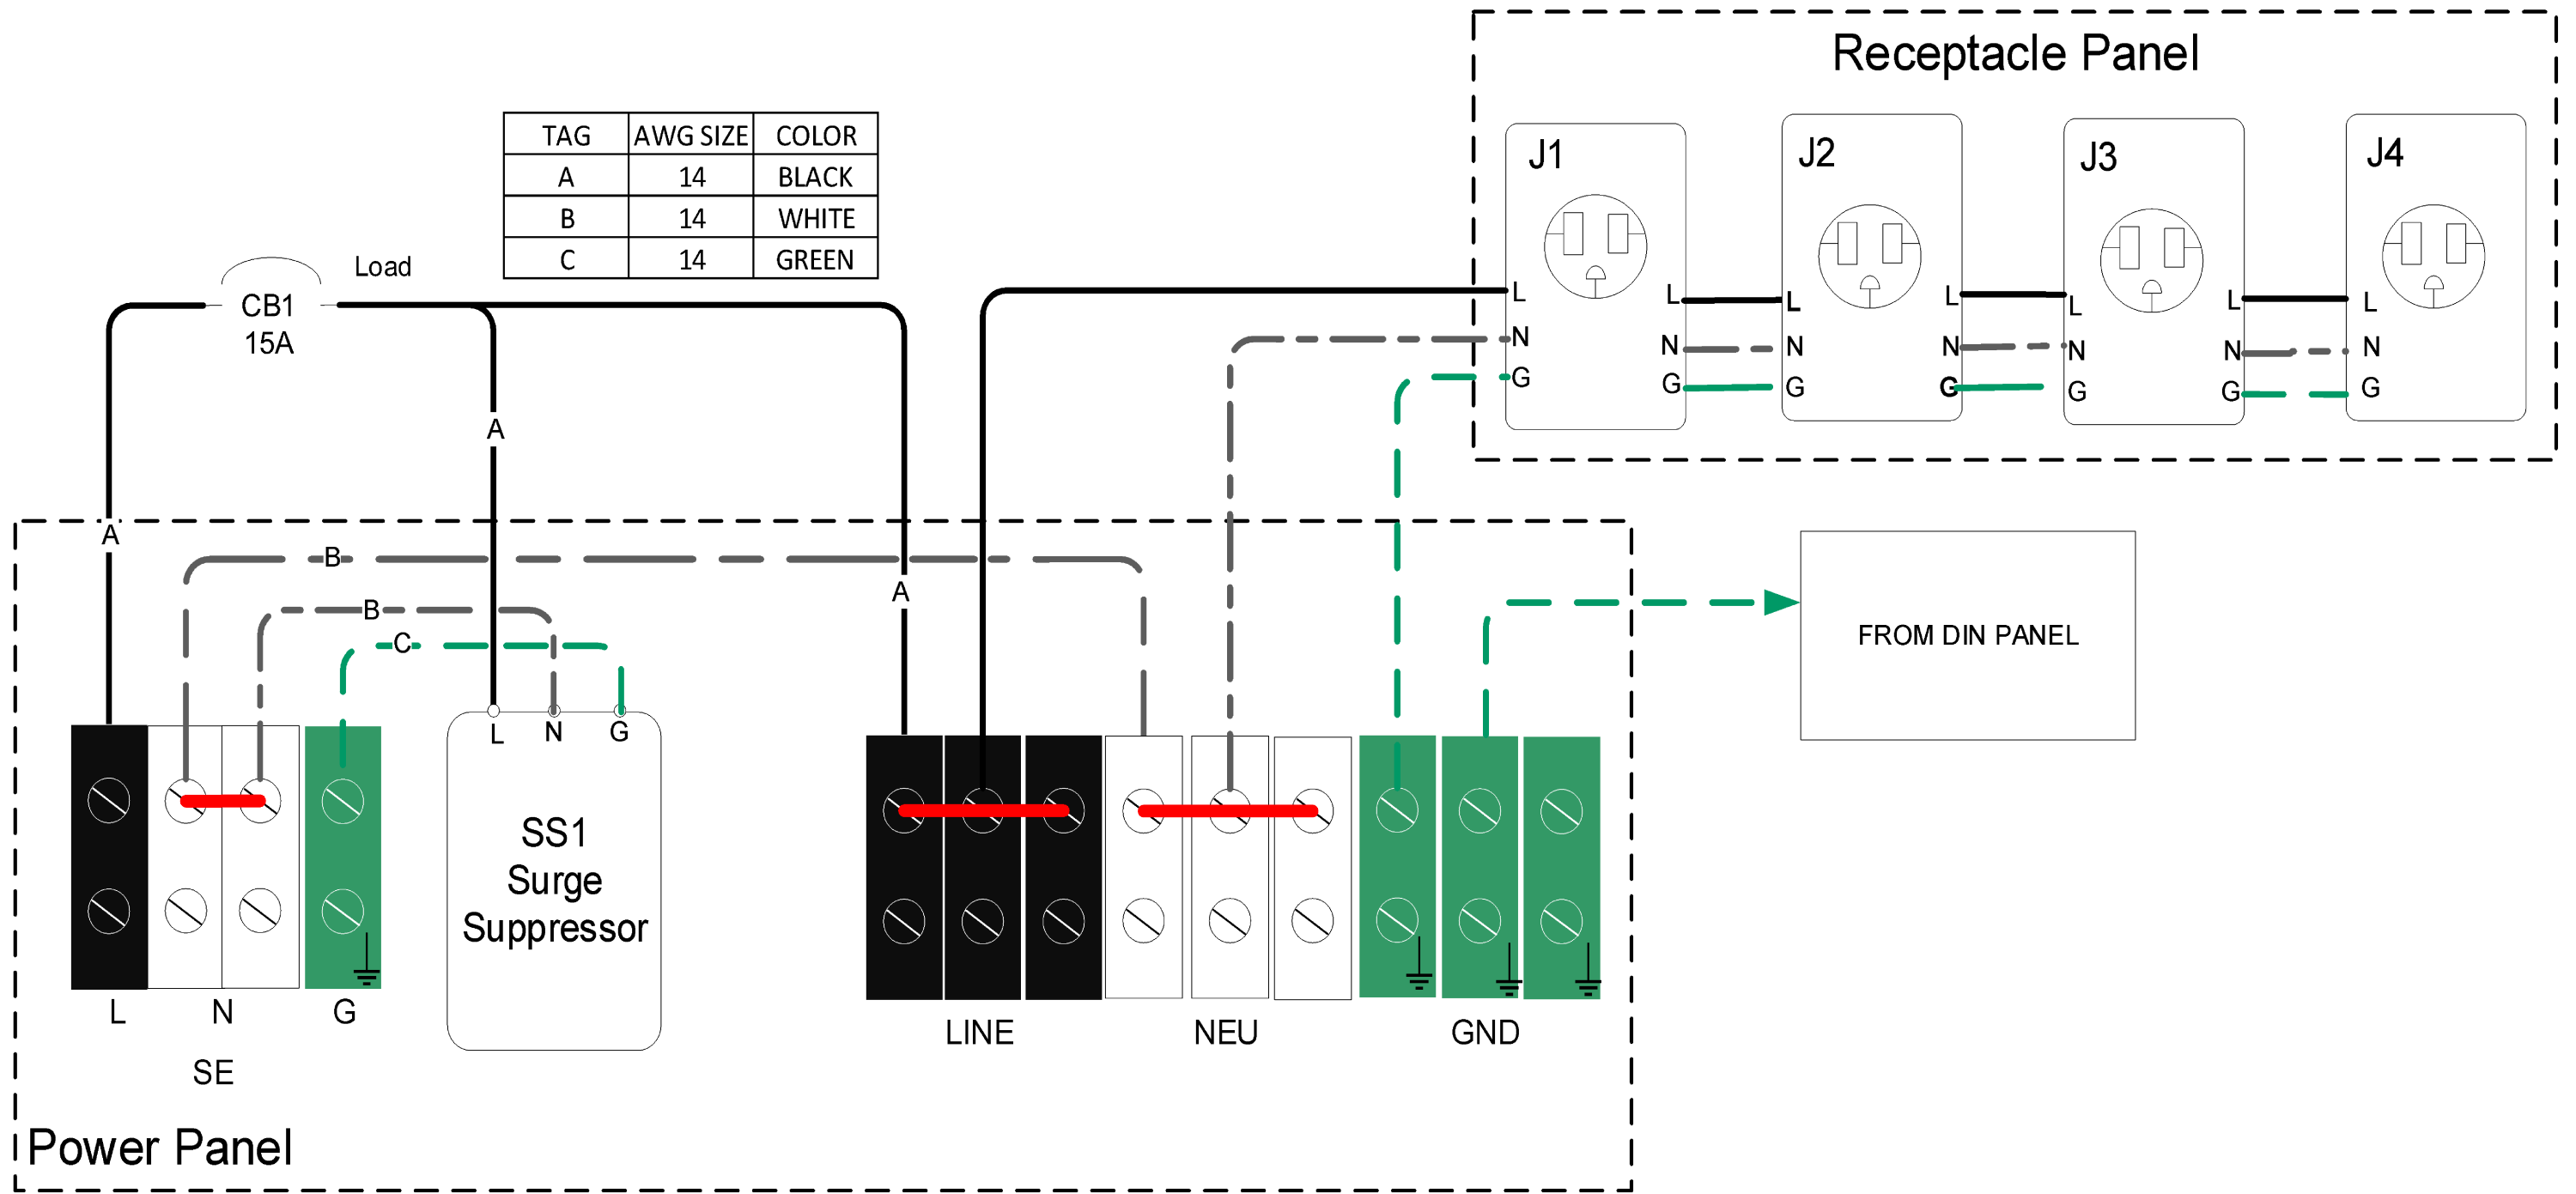 Receptacle Panel
J1
J2
J3
J4
TAG AWG SIZE COLOR
A 14 BLACK
B 14 WHITE
C 14 GREEN
Load
CB1
15A
L L L L L L L
N N N N N N N
G G G G G G G
A
A
B
A
B
C
FROM DIN PANEL
L N G
SS1
Surge
Suppressor
L N G
SE
LINE NEU GND
Power Panel